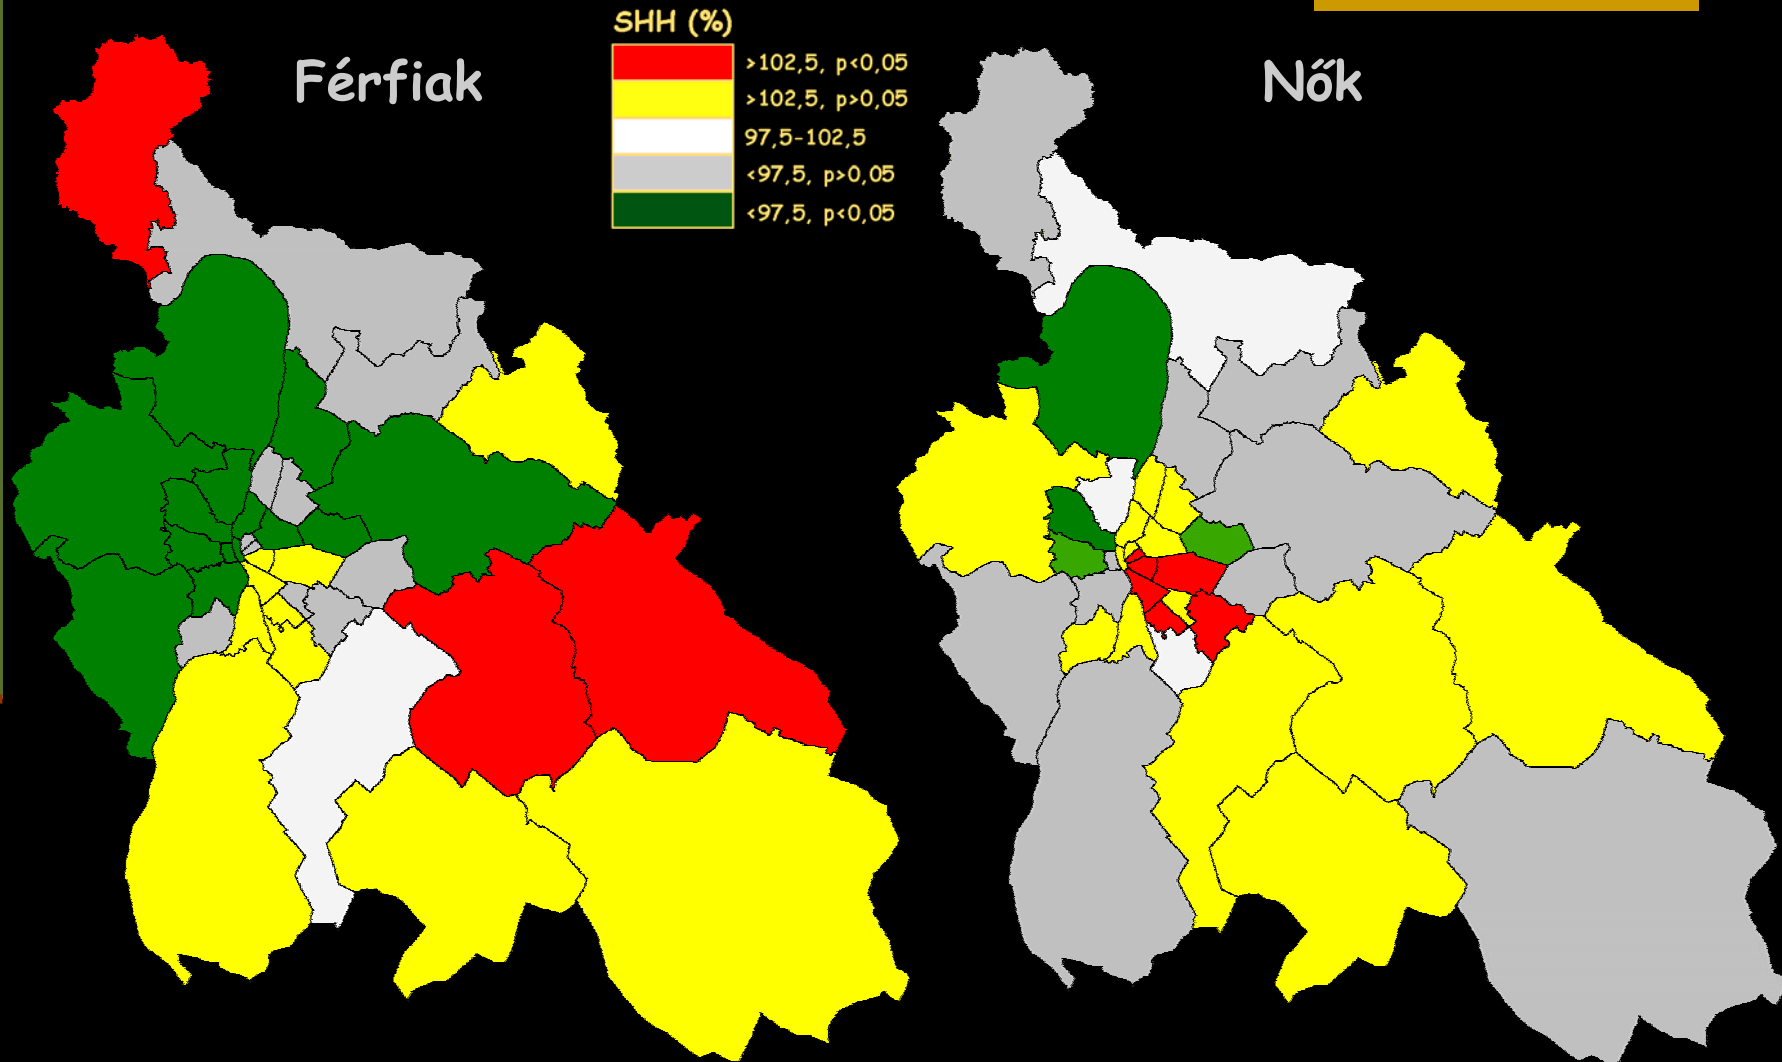 SHH (%)
Férfiak
Nők
>102,5, p<0,05
>102,5, p>0,05
97,5-102,5
<97,5, p>0,05
<97,5, p<0,05